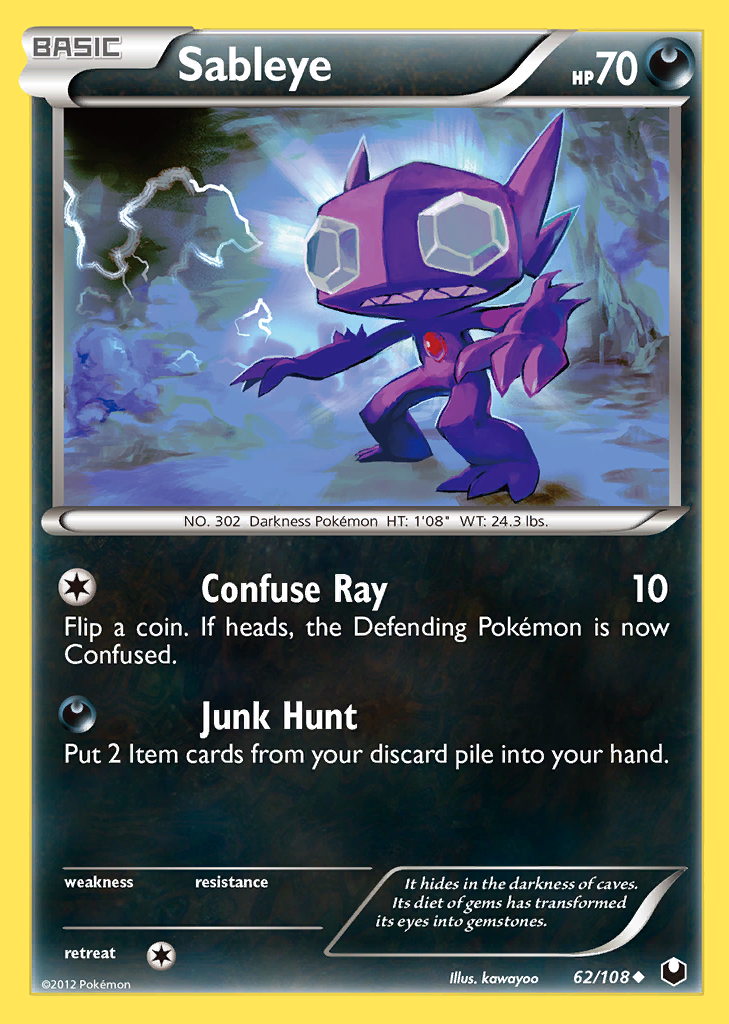 BASIC
Sableye
HP 70
NO. 302 Darkness Pokémon HT: 1'08" WT: 24.3 lbs.
Confuse Ray 10
Flip a coin. If heads, the Defending Pokémon is now
Confused.
Junk Hunt
Put 2 Item cards from your discard pile into your hand.
weakness resistance
It hides in the darkness of caves.
Its diet of gems has transformed
its eyes into gemstones.
retreat
©2012 Pokémon
Illus. kawayoo
62/108